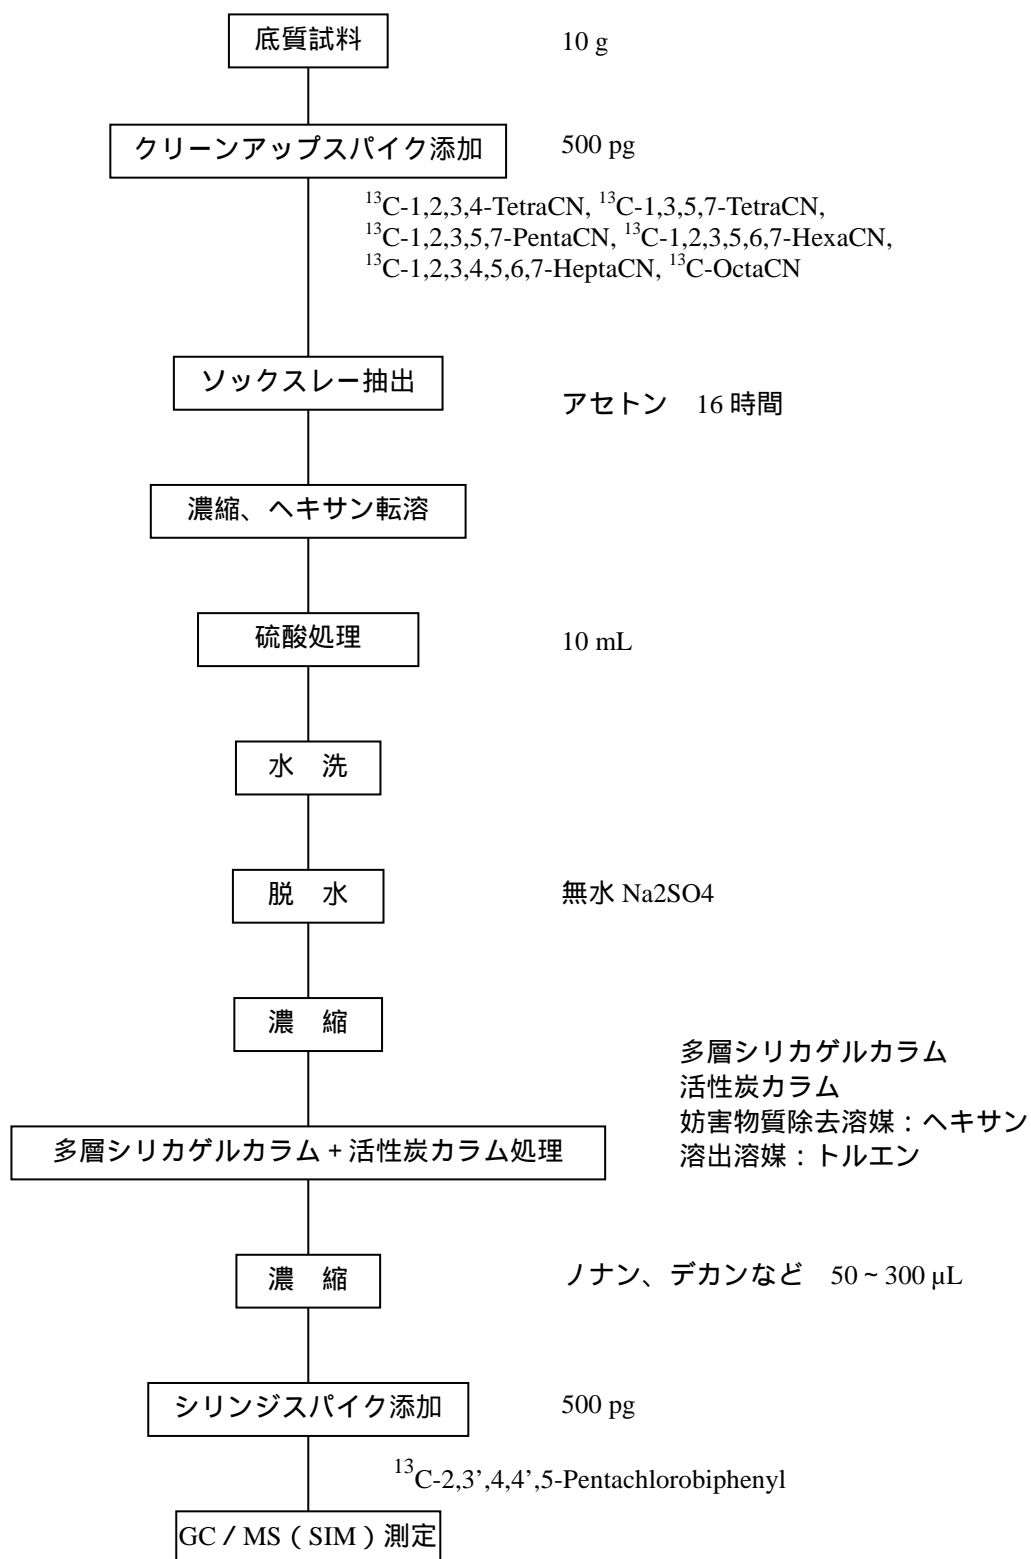 底質試料
10 g
クリーンアップスパイク添加
500 pg
¹³C-1,2,3,4-TetraCN, ¹³C-1,3,5,7-TetraCN,
¹³C-1,2,3,5,7-PentaCN, ¹³C-1,2,3,5,6,7-HexaCN,
¹³C-1,2,3,4,5,6,7-HeptaCN, ¹³C-OctaCN
ソックスレー抽出
アセトン　16 時間
濃縮、ヘキサン転溶
硫酸処理
10 mL
水　洗
脱　水
無水 Na2SO4
濃　縮
多層シリカゲルカラム
活性炭カラム
妨害物質除去溶媒：ヘキサン
溶出溶媒：トルエン
多層シリカゲルカラム＋活性炭カラム処理
濃　縮
ノナン、デカンなど　50～300 µL
シリンジスパイク添加
500 pg
¹³C-2,3’,4,4’,5-Pentachlorobiphenyl
GC／MS（SIM）測定